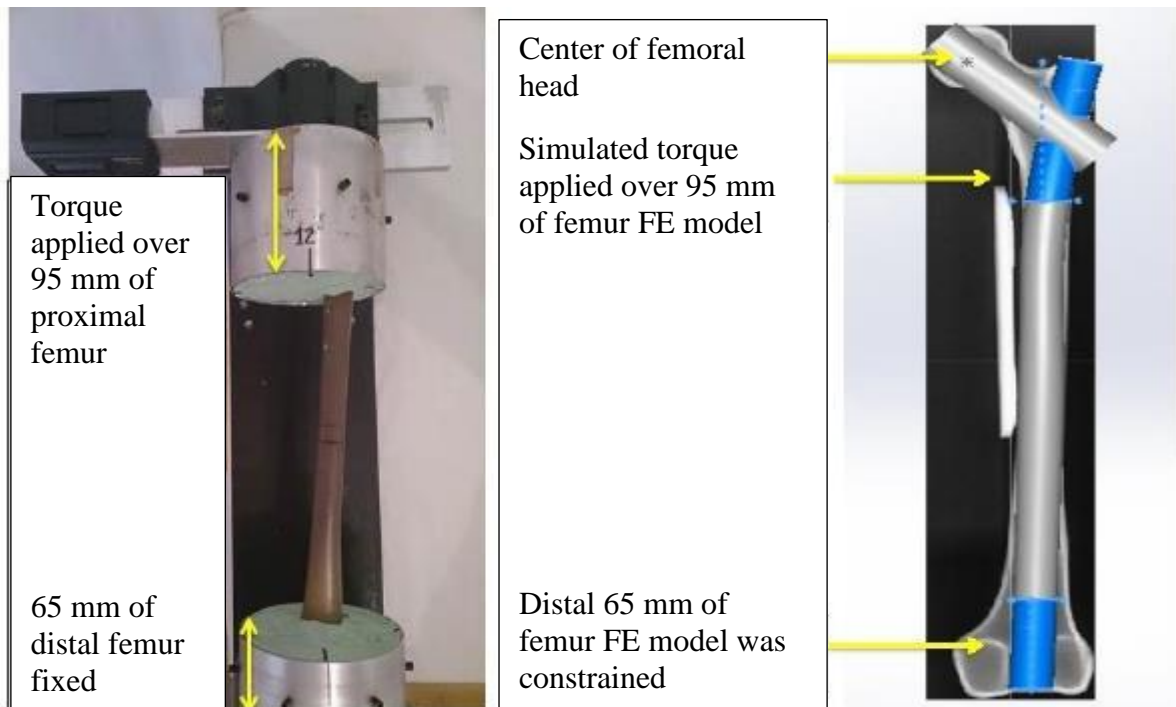 Torque
applied over
95 mm of
proximal
femur
65 mm of
distal femur
fixed
12
Center of femoral
head
Simulated torque
applied over 95 mm
of femur FE model
Distal 65 mm of
femur FE model was
constrained